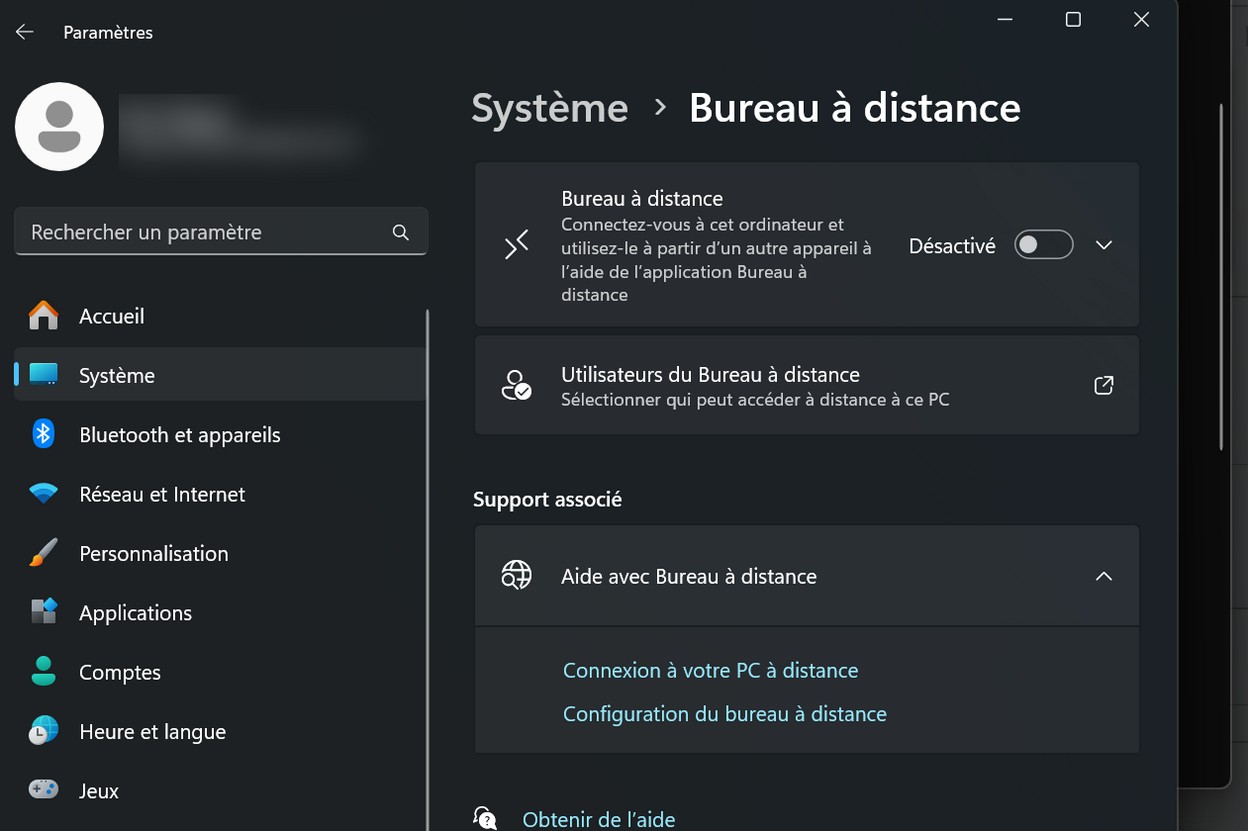 Paramètres
Rechercher un paramètre
Accueil
Système
Bluetooth et appareils
Réseau et Internet
Personnalisation
Applications
Comptes
Heure et langue
Jeux
Système > Bureau à distance
Bureau à distance
Connectez-vous à cet ordinateur et
utilisez-le à partir d’un autre appareil à
l’aide de l’application Bureau à
distance
Désactivé
Utilisateurs du Bureau à distance
Sélectionner qui peut accéder à distance à ce PC
Support associé
Aide avec Bureau à distance
Connexion à votre PC à distance
Configuration du bureau à distance
Obtenir de l’aide